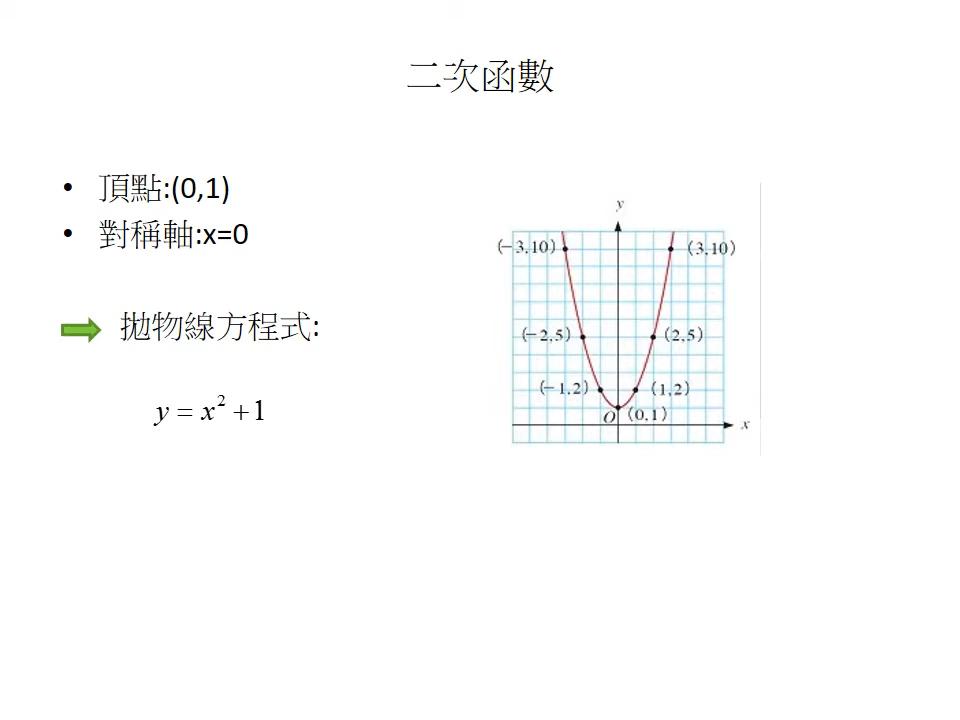 二次函數
• 頂點:(0,1)
• 對稱軸:x=0
拋物線方程式:
y = x² + 1
y
(−3,10)
(3,10)
(−2,5)
(2,5)
(−1,2)
(1,2)
O
(0,1)
x